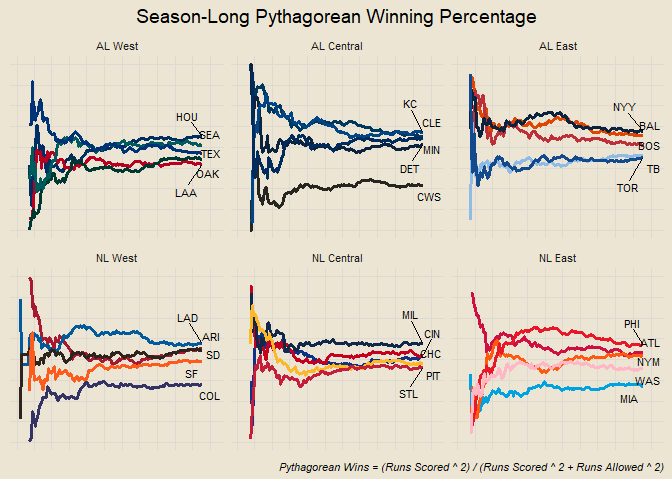 Season-Long Pythagorean Winning Percentage
AL West
AL Central
AL East
HOU
SEA
TEX
OAK
LAA
KC
CLE
MIN
DET
CWS
NYY
BAL
BOS
TB
TOR
NL West
NL Central
NL East
LAD
ARI
SD
SF
COL
MIL
CIN
CHC
PIT
STL
PHI
ATL
NYM
WAS
MIA
Pythagorean Wins = (Runs Scored ^ 2) / (Runs Scored ^ 2 + Runs Allowed ^ 2)